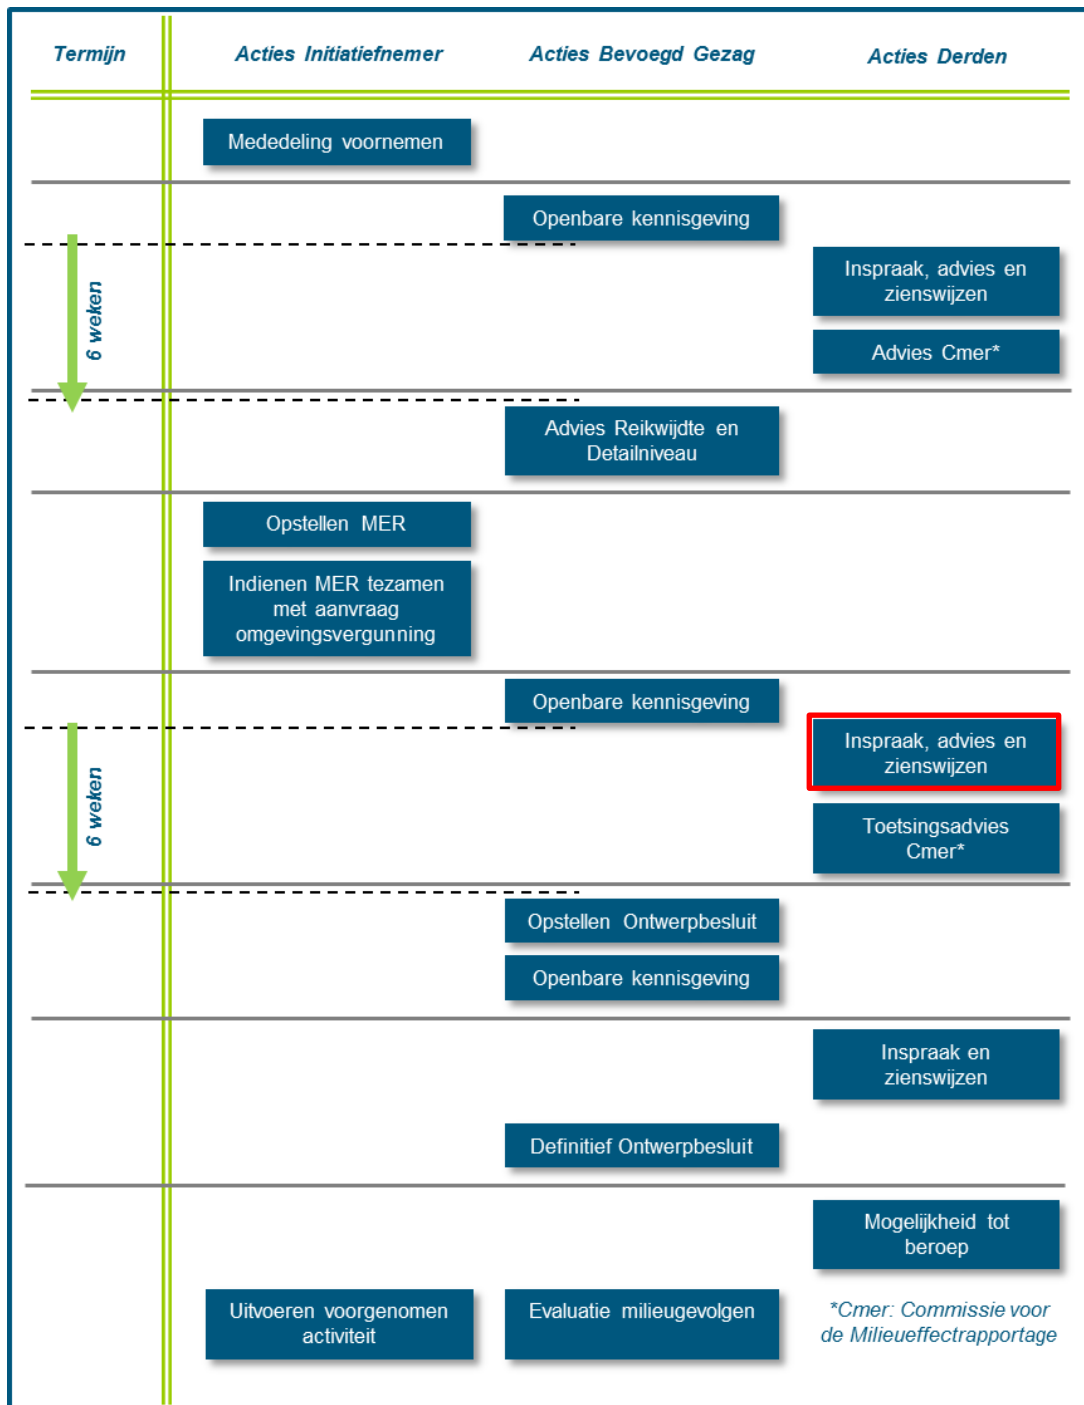 Termijn
Acties Initiatiefnemer
Acties Bevoegd Gezag
Acties Derden
Mededeling voornemen
Openbare kennisgeving
6 weken
Inspraak, advies en
zienswijzen
Advies Cmer*
Advies Reikwijdte en
Detailniveau
Opstellen MER
Indienen MER tezamen
met aanvraag
omgevingsvergunning
Openbare kennisgeving
6 weken
Inspraak, advies en
zienswijzen
Toetsingsadvies
Cmer*
Opstellen Ontwerpbesluit
Openbare kennisgeving
Inspraak en
zienswijzen
Definitief Ontwerpbesluit
Mogelijkheid tot
beroep
Uitvoeren voorgenomen
activiteit
Evaluatie milieugevolgen
*Cmer: Commissie voor
de Milieueffectrapportage